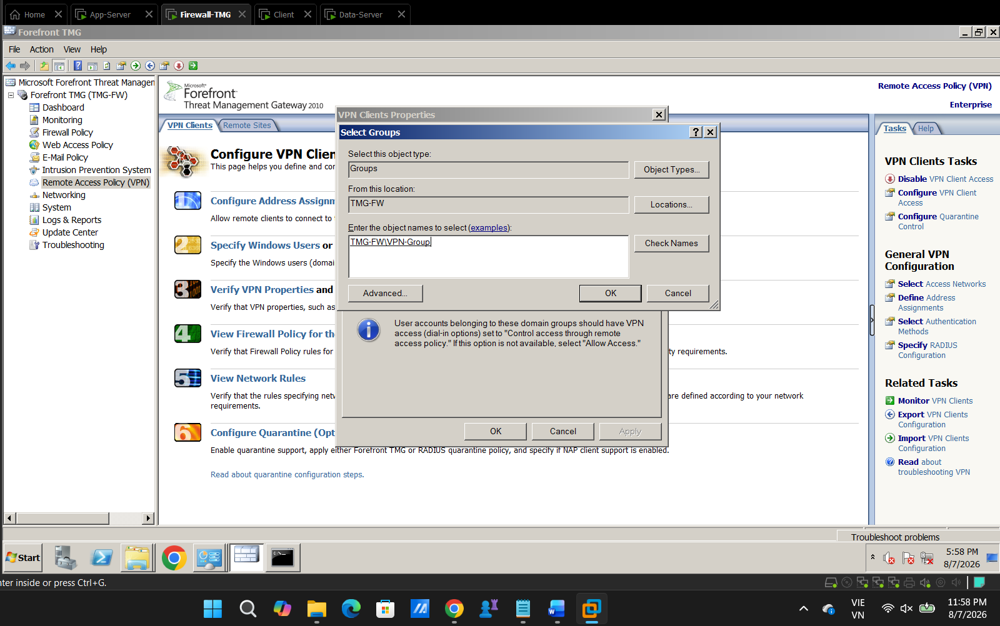 Home
App-Server
Firewall-TMG
Client
Data-Server
Forefront TMG
File Action View Help
Microsoft Forefront Threat Managen
Forefront TMG (TMG-FW)
Dashboard
Monitoring
Firewall Policy
Web Access Policy
E-Mail Policy
Intrusion Prevention System
Remote Access Policy (VPN)
Networking
System
Logs & Reports
Update Center
Troubleshooting
Microsoft®
Forefront™
Threat Management Gateway 2010
Remote Access Policy (VPN)
Enterprise
VPN Clients
Remote Sites
Configure VPN Clien
This page helps you define and con
Configure Address Assignm
Allow remote clients to connect to
Specify Windows Users or
Specify the Windows users (domai
Verify VPN Properties and
Verify that VPN properties, such as
View Firewall Policy for the
Verify that Firewall Policy rules for
ty requirements.
View Network Rules
Verify that the rules specifying netw
are defined according to your network
requirements.
Configure Quarantine (Opt
Enable quarantine support, apply either Forefront TMG or RADIUS quarantine policy, and specify if NAP client support is enabled.
Read about quarantine configuration steps.
VPN Clients Properties
Select Groups
Select this object type:
Groups
Object Types...
From this location:
TMG-FW
Locations...
Enter the object names to select (examples):
TMG-FW\VPN-Group
Check Names
Advanced...
OK
Cancel
User accounts belonging to these domain groups should have VPN
access (dial-in options) set to "Control access through remote
access policy." If this option is not available, select "Allow Access."
OK
Cancel
Apply
Tasks
Help
VPN Clients Tasks
Disable VPN Client Access
Configure VPN Client
Access
Configure Quarantine
Control
General VPN
Configuration
Select Access Networks
Define Address
Assignments
Select Authentication
Methods
Specify RADIUS
Configuration
Related Tasks
Monitor VPN Clients
Export VPN Clients
Configuration
Import VPN Clients
Configuration
Read about
troubleshooting VPN
Troubleshoot problems
Start
5:58 PM
8/7/2026
nter inside or press Ctrl+G.
VIE
VN
11:58 PM
8/7/2026